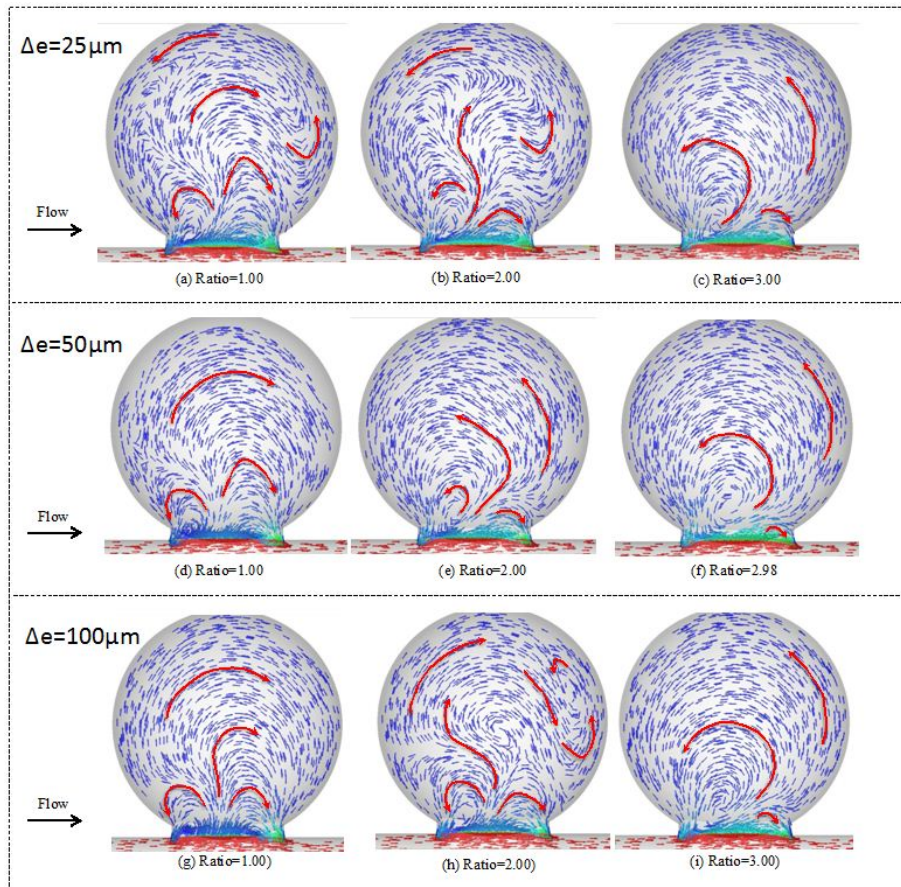 Δe=25μm
Flow
(a) Ratio=1.00
(b) Ratio=2.00
(c) Ratio=3.00
Δe=50μm
Flow
(d) Ratio=1.00
(e) Ratio=2.00
(f) Ratio=2.98
Δe=100μm
Flow
(g) Ratio=1.00)
(h) Ratio=2.00)
(i) Ratio=3.00)